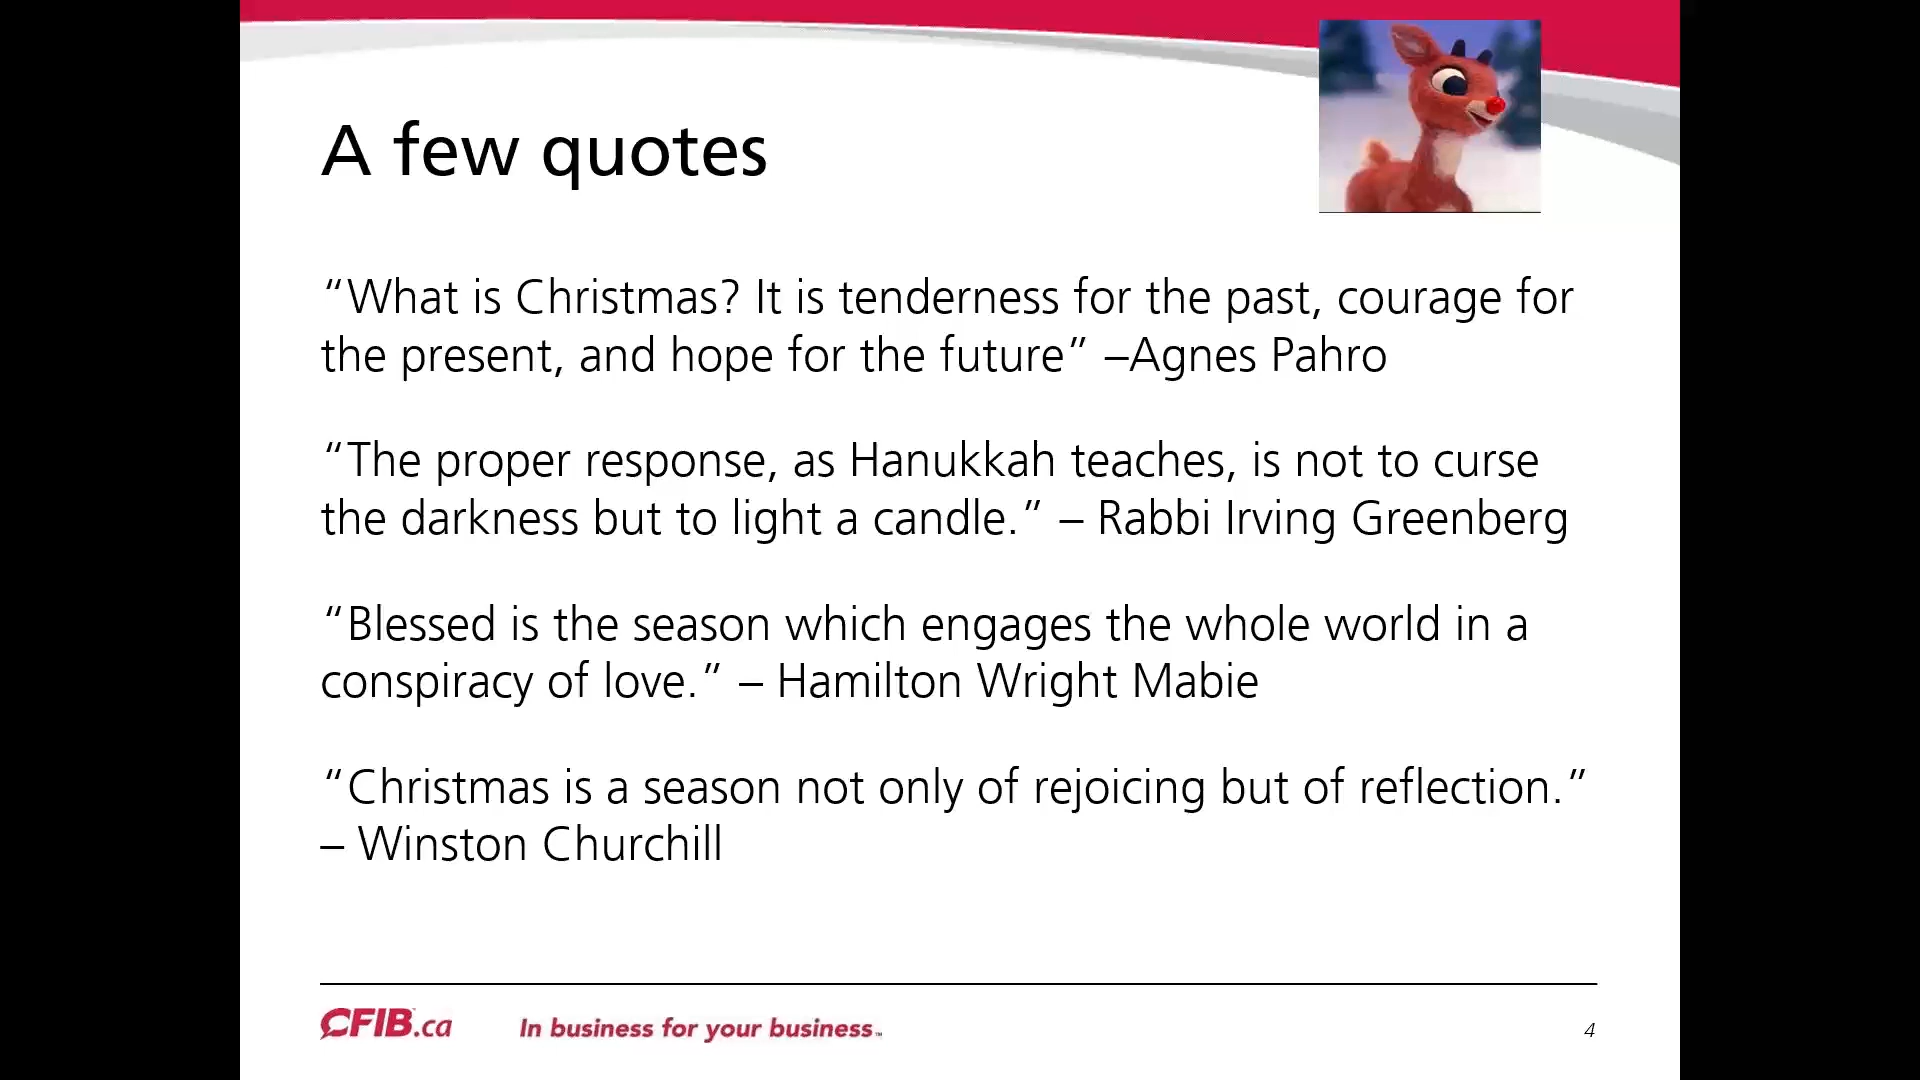 A few quotes
“What is Christmas? It is tenderness for the past, courage for
the present, and hope for the future” –Agnes Pahro
“The proper response, as Hanukkah teaches, is not to curse
the darkness but to light a candle.” – Rabbi Irving Greenberg
“Blessed is the season which engages the whole world in a
conspiracy of love.” – Hamilton Wright Mabie
“Christmas is a season not only of rejoicing but of reflection.”
– Winston Churchill
CFIB.ca In business for your business™ 4